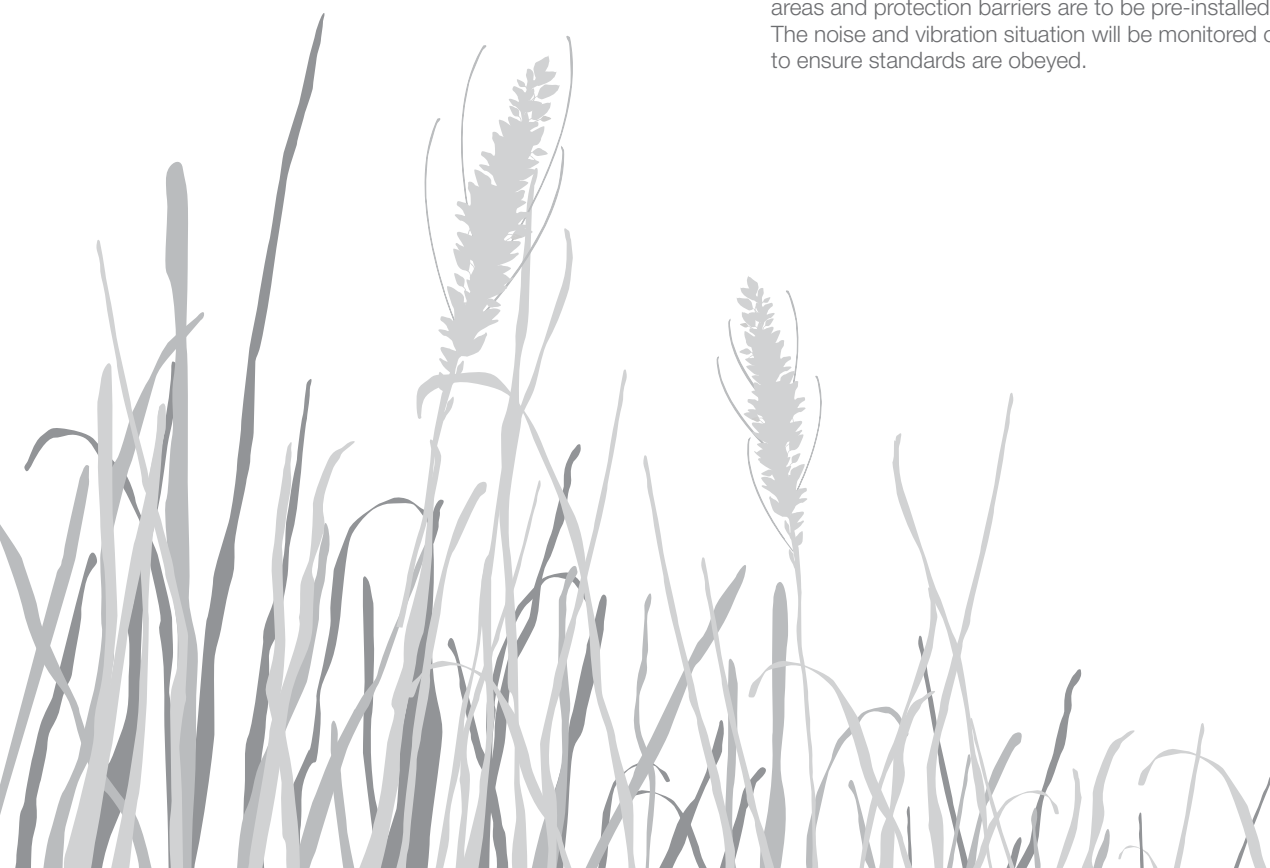 areas and protection barriers are to be pre-installed
The noise and vibration situation will be monitored
to ensure standards are obeyed.